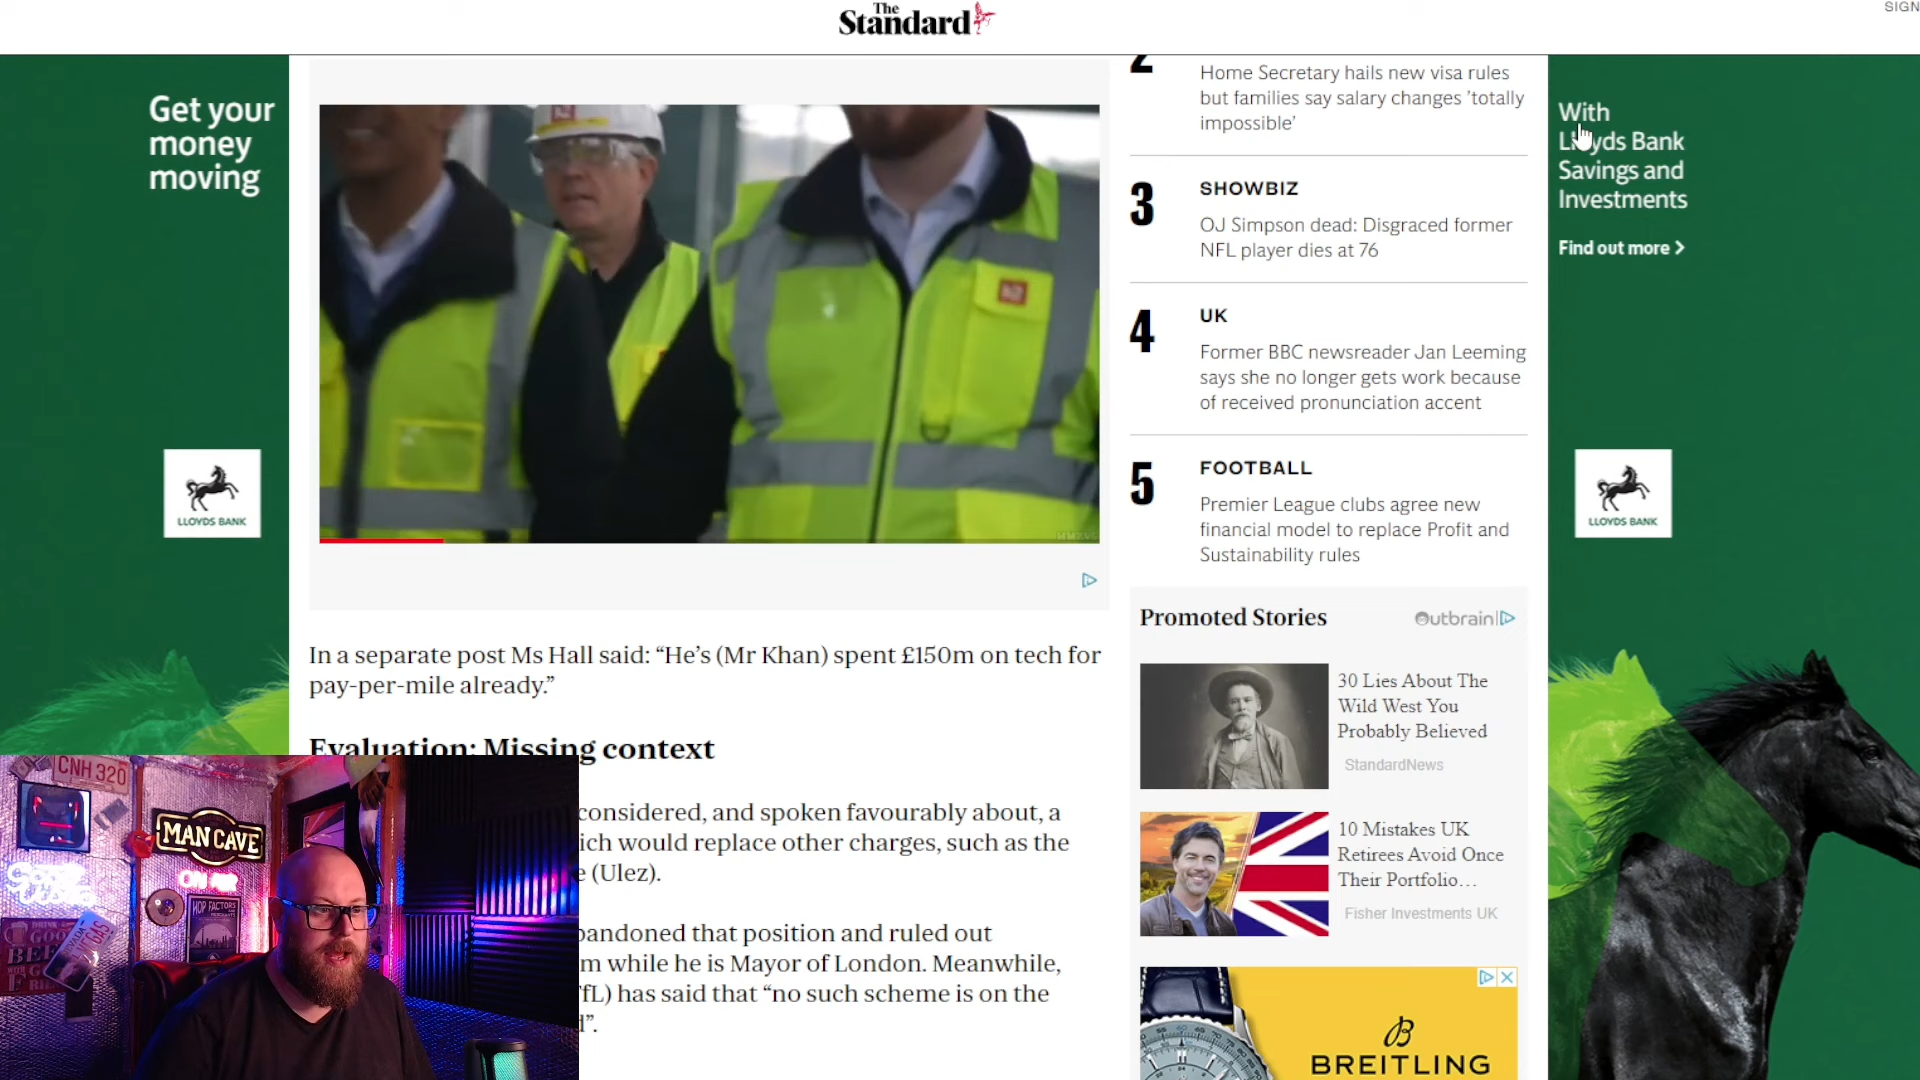 The
Standard
SIGN
Get your
money
moving
LLOYDS BANK
2
Home Secretary hails new visa rules
but families say salary changes 'totally
impossible'
3
SHOWBIZ
OJ Simpson dead: Disgraced former
NFL player dies at 76
4
UK
Former BBC newsreader Jan Leeming
says she no longer gets work because
of received pronunciation accent
5
FOOTBALL
Premier League clubs agree new
financial model to replace Profit and
Sustainability rules
With
Lloyds Bank
Savings and
Investments
Find out more >
LLOYDS BANK
In a separate post Ms Hall said: “He’s (Mr Khan) spent £150m on tech for
pay-per-mile already.”
Evaluation: Missing context
considered, and spoken favourably about, a
ich would replace other charges, such as the
e (Ulez).
bandoned that position and ruled out
m while he is Mayor of London. Meanwhile,
fL) has said that “no such scheme is on the
”.
Promoted Stories
Outbrain
30 Lies About The
Wild West You
Probably Believed
StandardNews
10 Mistakes UK
Retirees Avoid Once
Their Portfolio…
Fisher Investments UK
B
BREITLING
CNH 320
MAN CAVE
ON AIR
HOP FACTORS